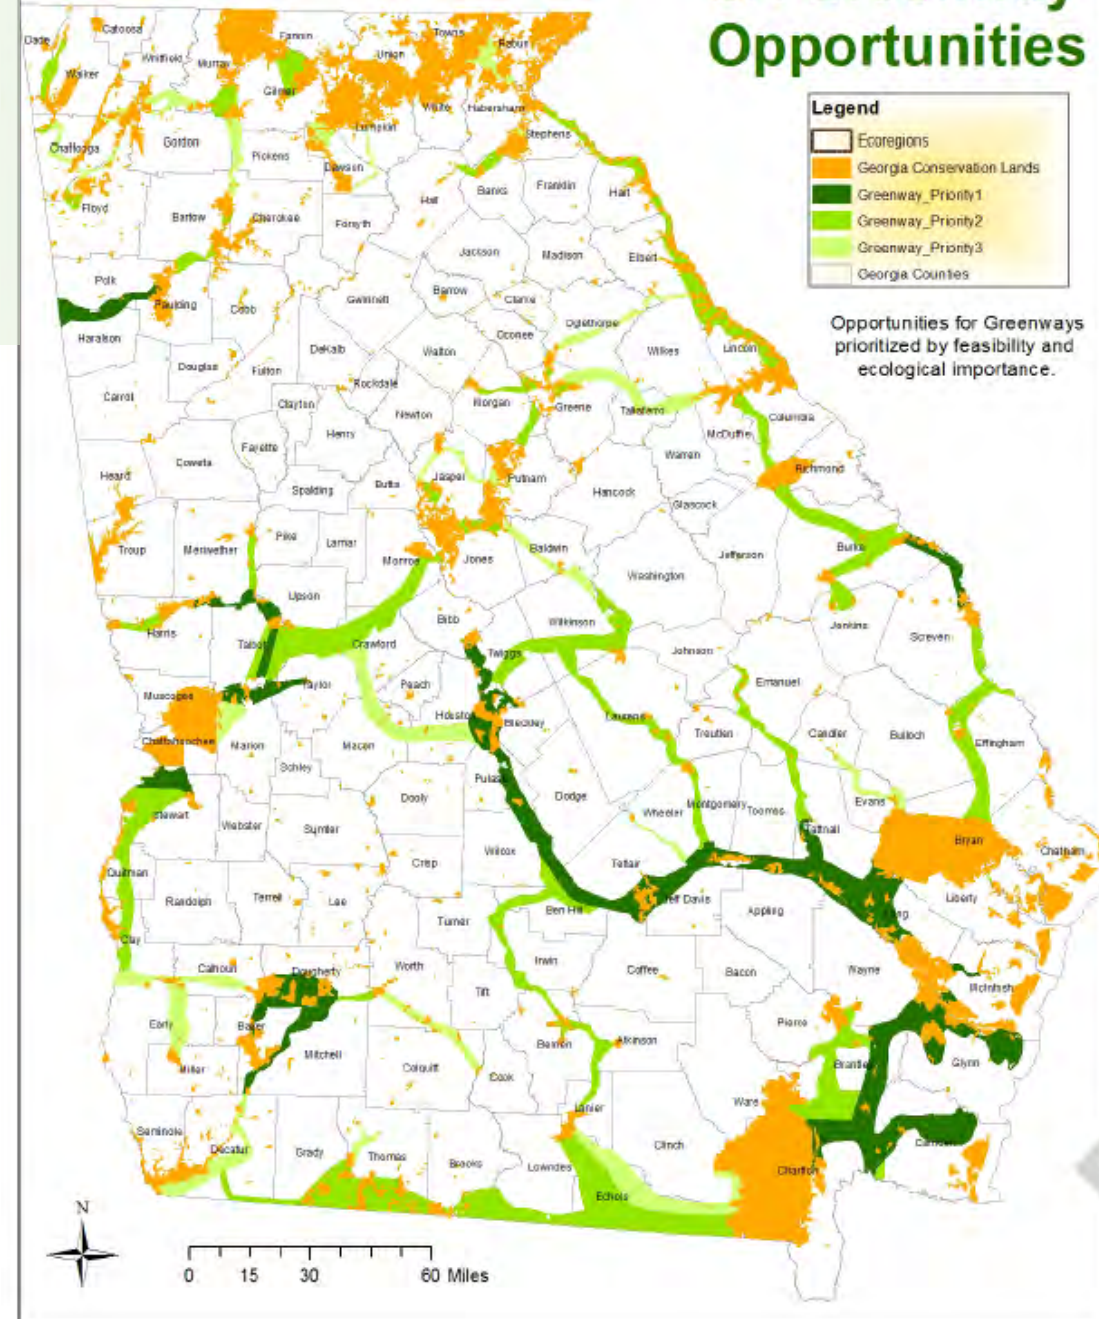 Opportunities
Legend
Ecoregions
Georgia Conservation Lands
Greenway_Priority1
Greenway_Priority2
Greenway_Priority3
Georgia Counties
Opportunities for Greenways
prioritized by feasibility and
ecological importance.
Dade
Catoosa
Fannin
Towns
Rabun
Union
Whitfield
Murray
Walker
Gilmer
White
Habersham
Lumpkin
Stephens
Chattooga
Gordon
Pickens
Dawson
Banks
Franklin
Hart
Hall
Floyd
Bartow
Cherokee
Forsyth
Jackson
Madison
Elbert
Polk
Paulding
Cobb
Gwinnett
Barrow
Clarke
Oglethorpe
Haralson
Oconee
DeKalb
Walton
Wilkes
Lincoln
Douglas
Fulton
Rockdale
Carrol
Clayton
Newton
Morgan
Greene
Taliaferro
Columbia
McDuffie
Henry
Fayette
Coweta
Heard
Spalding
Butts
Jasper
Putnam
Warren
Richmond
Hancock
Glascock
Troup
Meriwether
Pike
Lamar
Monroe
Jones
Baldwin
Jefferson
Burke
Washington
Upson
Bibb
Wilkinson
Jenkins
Screven
Harris
Talbot
Crawford
Twiggs
Johnson
Emanuel
Muscogee
Taylor
Peach
Houston
Bleckley
Laurens
Treutlen
Candler
Bulloch
Effingham
Chattahoochee
Marion
Macon
Schley
Pulaski
Dodge
Dooly
Wheeler
Montgomery
Toombs
Evans
Tattnall
Bryan
Chatham
Stewart
Webster
Sumter
Wilcox
Crisp
Telfair
Quitman
Randolph
Terrell
Lee
Turner
Ben Hill
Jeff Davis
Appling
Long
Liberty
Clay
Calhoun
Dougherty
Worth
Irwin
Coffee
Bacon
Wayne
McIntosh
Tift
Early
Baker
Mitchell
Pierce
Miller
Colquitt
Berrien
Atkinson
Cook
Brantley
Glynn
Ware
Lanier
Seminole
Decatur
Grady
Thomas
Brooks
Lowndes
Clinch
Camden
Charlton
Echols
N
0 15 30 60 Miles